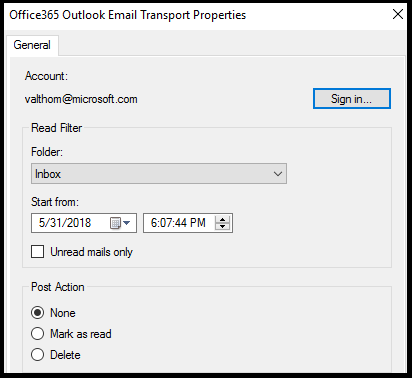 Office365 Outlook Email Transport Properties
General
Account:
valthom@microsoft.com
Sign in...
Read Filter
Folder:
Inbox
Start from:
5/31/2018 6:07:44 PM
Unread mails only
Post Action
None
Mark as read
Delete